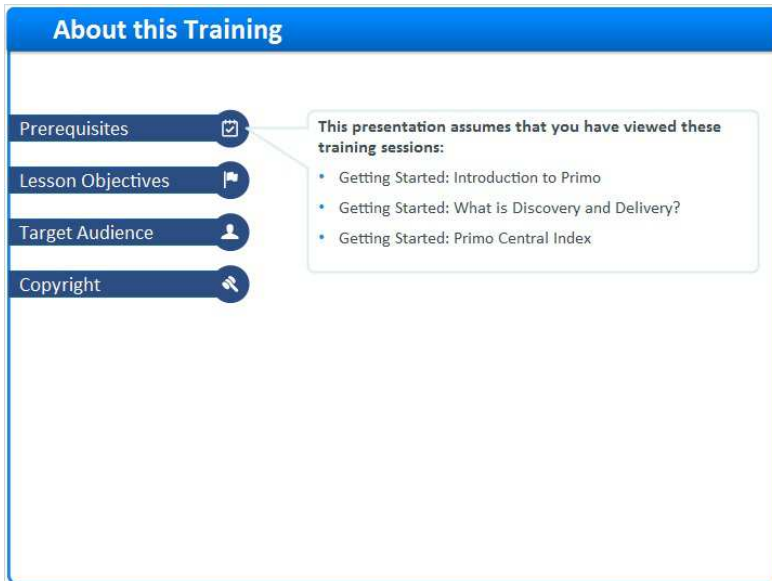 About this Training
Prerequisites
Lesson Objectives
Target Audience
Copyright
This presentation assumes that you have viewed these
training sessions:
• Getting Started: Introduction to Primo
• Getting Started: What is Discovery and Delivery?
• Getting Started: Primo Central Index